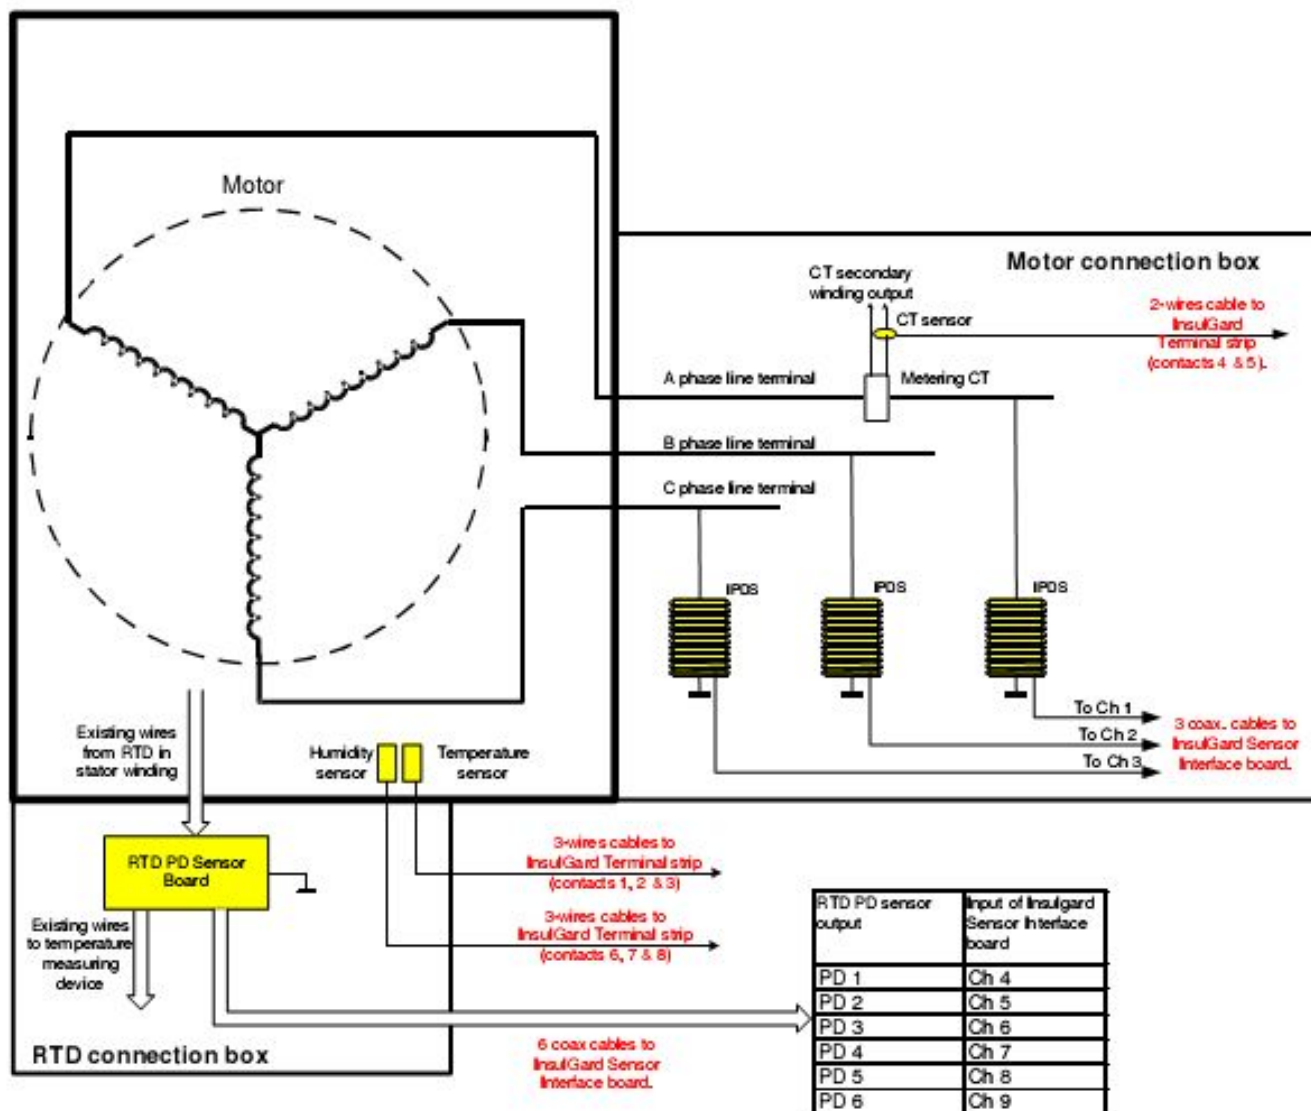 Motor
Motor connection box
CT secondary
winding output
CT sensor
2-wires cable to
InsulGard
Terminal strip
(contacts 4 & 5).
A phase line terminal
Metering CT
B phase line terminal
C phase line terminal
IPDS
IPDS
IPDS
To Ch 1
To Ch 2
To Ch 3
3 coax. cables to
InsulGard Sensor
Interface board.
Existing wires
from RTD in
stator winding
Humidity
sensor
Temperature
sensor
RTD PD Sensor
Board
Existing wires
to temperature
measuring
device
RTD connection box
3-wires cables to
InsulGard Terminal strip
(contacts 1, 2 & 3)
3-wires cables to
InsulGard Terminal strip
(contacts 6, 7 & 8)
6 coax cables to
InsulGard Sensor
Interface board.
RTD PD sensor
output
Input of Insulgard
Sensor Interface
board
PD 1 Ch 4
PD 2 Ch 5
PD 3 Ch 6
PD 4 Ch 7
PD 5 Ch 8
PD 6 Ch 9